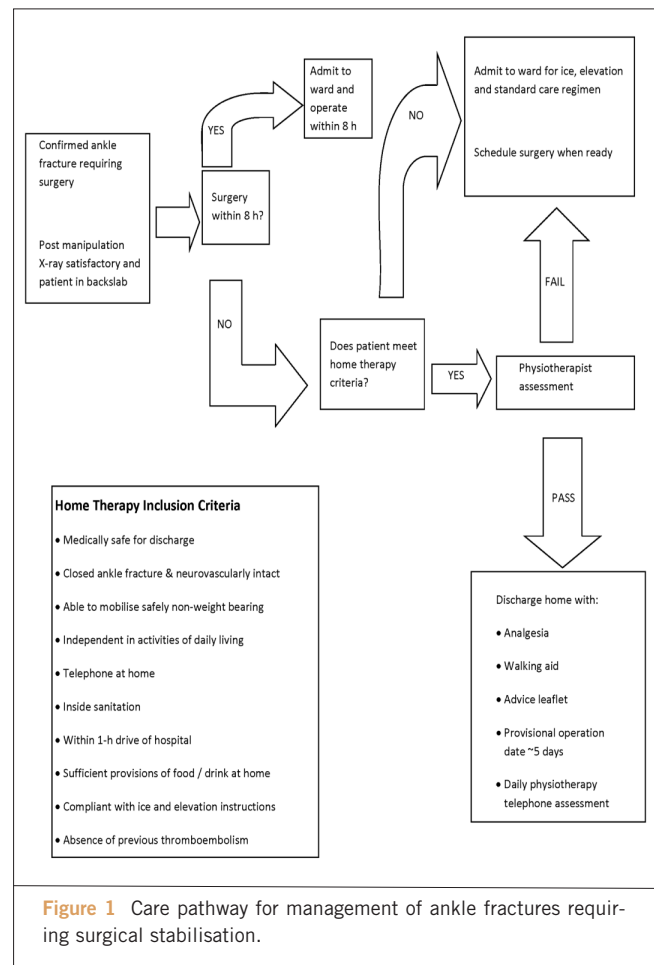 Confirmed ankle
fracture requiring
surgery
Post manipulation
X-ray satisfactory and
patient in backslab
YES
Surgery
within 8 h?
Admit to
ward and
operate within 8 h
NO
NO
Admit to ward for ice, elevation
and standard care regimen
Schedule surgery when ready
Does patient meet
home therapy
criteria?
YES
FAIL
Physiotherapist
assessment
PASS
Home Therapy Inclusion Criteria
• Medically safe for discharge
• Closed ankle fracture & neurovascularly intact
• Able to mobilise safely non-weight bearing
• Independent in activities of daily living
• Telephone at home
• Inside sanitation
• Within 1-h drive of hospital
• Sufficient provisions of food / drink at home
• Compliant with ice and elevation instructions
• Absence of previous thromboembolism
Discharge home with:
• Analgesia
• Walking aid
• Advice leaflet
• Provisional operation
date ~5 days
• Daily physiotherapy
telephone assessment
Figure 1 Care pathway for management of ankle fractures requir-
ing surgical stabilisation.